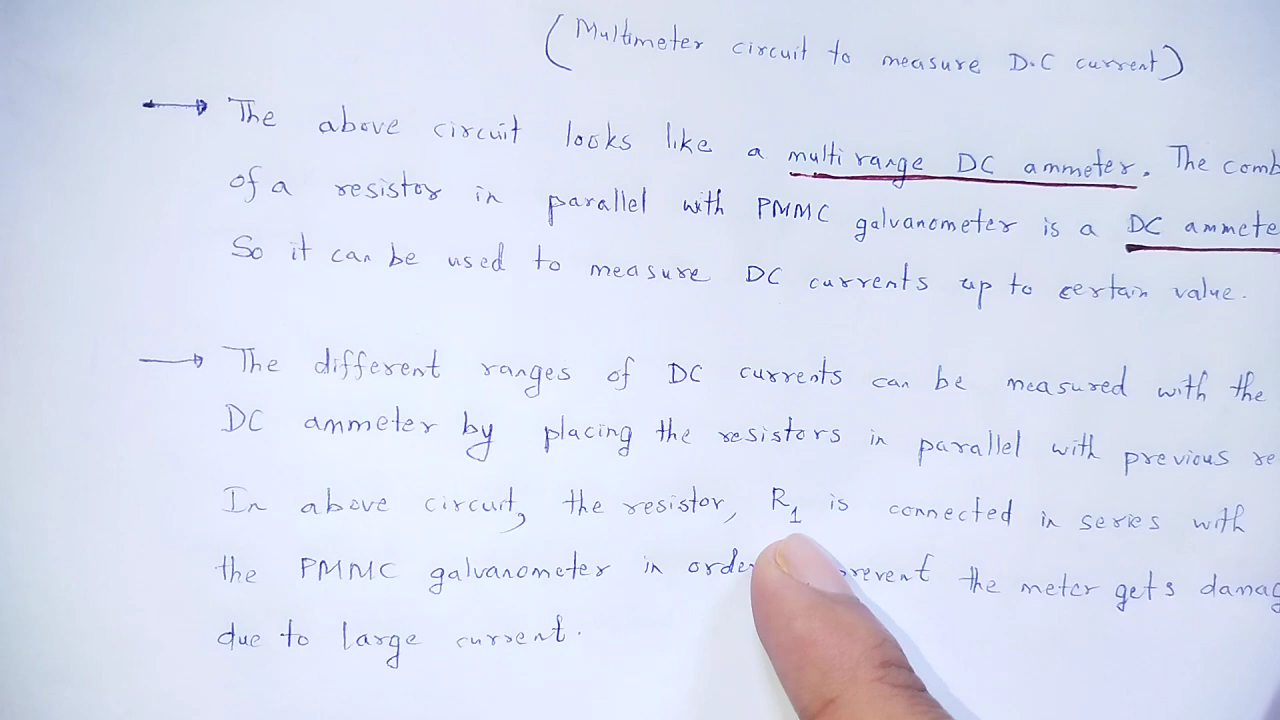 (Multimeter circuit to measure D.C current)
The above circuit looks like a multi range DC ammeter. The comb
of a resistor in parallel with PMMC galvanometer is a DC ammete
So it can be used to measure DC currents up to certain value.
The different ranges of DC currents can be measured with the
DC ammeter by placing the resistors in parallel with previous re
In above circuit, the resistor, R1 is connected in series with
the PMMC galvanometer in orde revent the meter gets damag
due to large current.